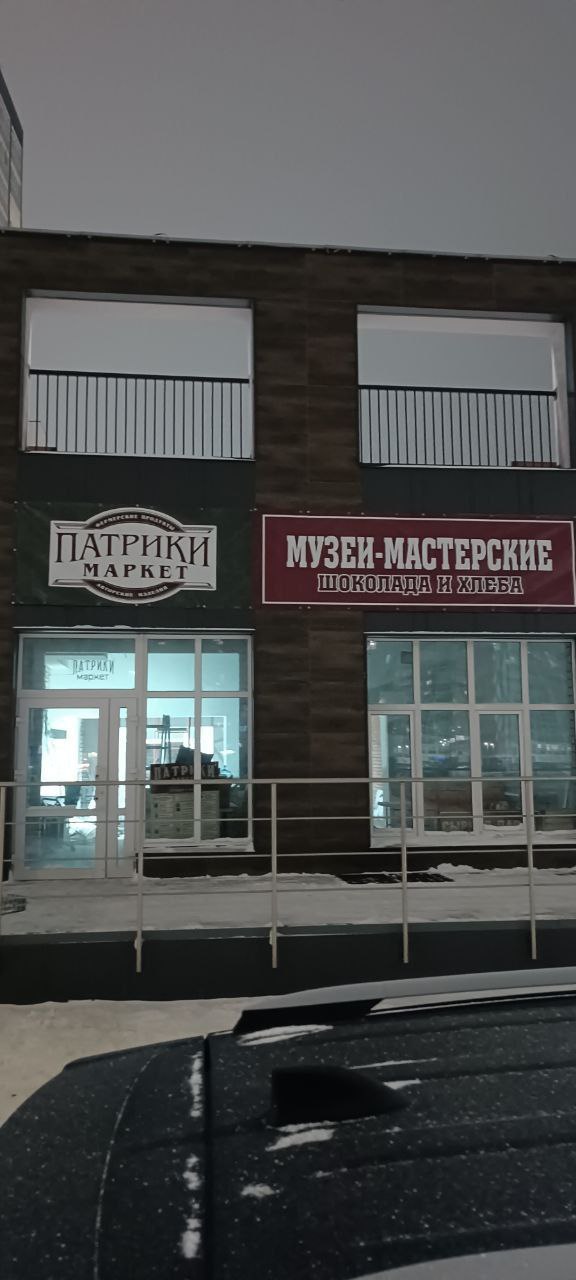 ФЕРМЕРСКИЕ ПРОДУКТЫ
ПАТРИКИ
МАРКЕТ
АВТОРСКИЕ ИЗДЕЛИЯ
МУЗЕИ-МАСТЕРСКИЕ
ШОКОЛАДА И ХЛЕБА
ПАТРИКИ
маркет
ПАТРИКИ